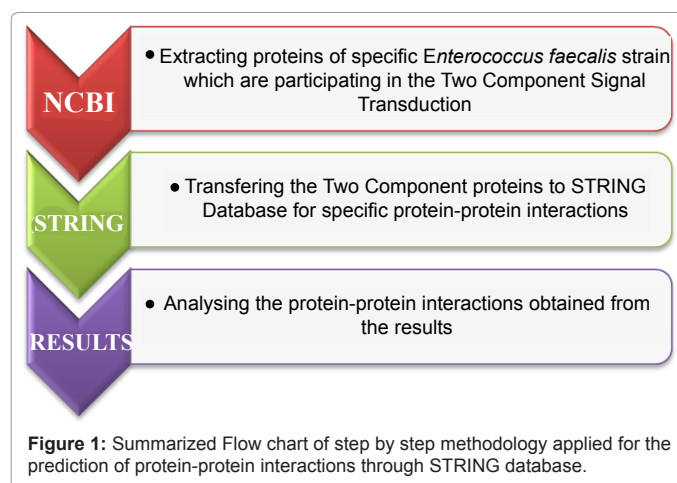 NCBI
● Extracting proteins of specific Enterococcus faecalis strain
which are participating in the Two Component Signal
Transduction
STRING
● Transfering the Two Component proteins to STRING
Database for specific protein-protein interactions
RESULTS
● Analysing the protein-protein interactions obtained from
the results
Figure 1: Summarized Flow chart of step by step methodology applied for the
prediction of protein-protein interactions through STRING database.